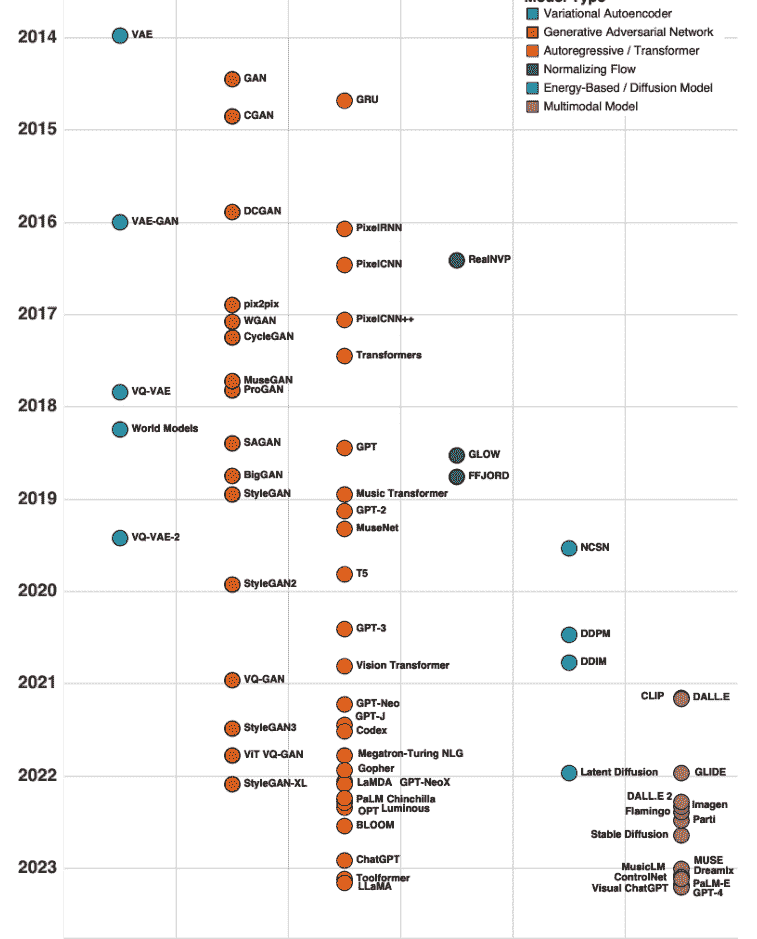 Model Type
Variational Autoencoder
2014
VAE
Generative Adversarial Network
Autoregressive / Transformer
Normalizing Flow
GAN
Energy-Based / Diffusion Model
GRU
Multimodal Model
CGAN
2015
DCGAN
2016
VAE-GAN
PixelRNN
PixelCNN
RealNVP
pix2pix
2017
WGAN
PixelCNN++
CycleGAN
Transformers
MuseGAN
VQ-VAE
ProGAN
2018
World Models
SAGAN
GPT
GLOW
BigGAN
FFJORD
2019
StyleGAN
Music Transformer
GPT-2
MuseNet
VQ-VAE-2
NCSN
T5
2020
StyleGAN2
GPT-3
DDPM
Vision Transformer
DDIM
2021
VQ-GAN
CLIP
DALL.E
GPT-Neo
GPT-J
StyleGAN3
Codex
ViT VQ-GAN
Megatron-Turing NLG
Gopher
2022
Latent Diffusion
GLIDE
StyleGAN-XL
LaMDA
GPT-NeoX
PaLM
Chinchilla
DALL.E 2
Imagen
OPT
Luminous
Flamingo
Parti
BLOOM
Stable Diffusion
ChatGPT
MUSE
2023
MusicLM
Dreamix
Toolformer
ControlNet
LLaMA
Visual ChatGPT
PaLM-E
GPT-4